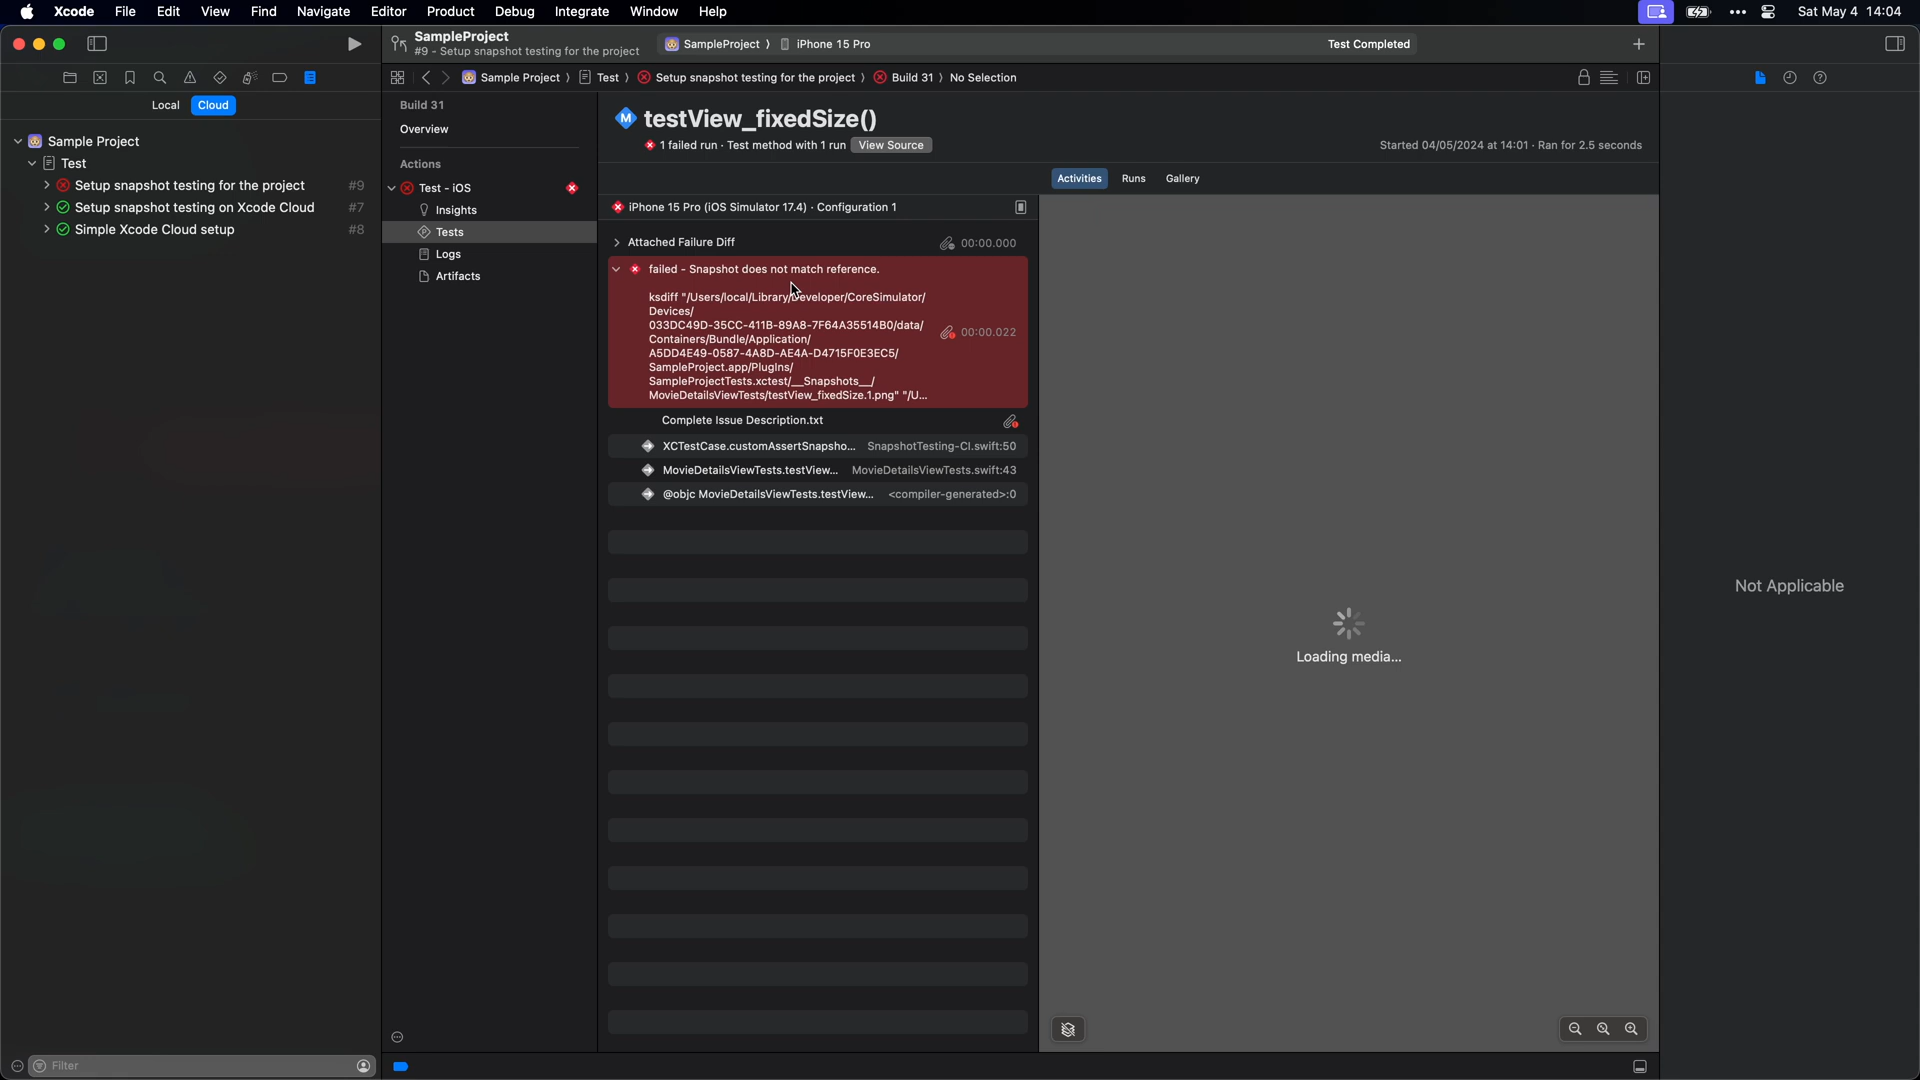 Xcode File Edit View Find Navigate Editor Product Debug Integrate Window Help Sat May 4 14:04
SampleProject
#9 - Setup snapshot testing for the project
SampleProject 〉 iPhone 15 Pro Test Completed
Sample Project 〉 Test 〉 Setup snapshot testing for the project 〉 Build 31 〉 No Selection
Local Cloud
Sample Project
Test
Setup snapshot testing for the project #9
Setup snapshot testing on Xcode Cloud #7
Simple Xcode Cloud setup #8
Filter
Build 31
Overview
Actions
Test - iOS
Insights
Tests
Logs
Artifacts
M testView_fixedSize()
1 failed run · Test method with 1 run View Source
Started 04/05/2024 at 14:01 · Ran for 2.5 seconds
Activities Runs Gallery
iPhone 15 Pro (iOS Simulator 17.4) · Configuration 1
Attached Failure Diff 00:00.000
failed - Snapshot does not match reference.
ksdiff "/Users/local/Library/Developer/CoreSimulator/
Devices/
033DC49D-35CC-411B-89A8-7F64A35514B0/data/
Containers/Bundle/Application/
A5DD4E49-0587-4A8D-AE4A-D4715F0E3EC5/
SampleProject.app/PlugIns/
SampleProjectTests.xctest/__Snapshots__/
MovieDetailsViewTests/testView_fixedSize.1.png" "/U...
00:00.022
Complete Issue Description.txt
XCTestCase.customAssertSnapsho... SnapshotTesting-CI.swift:50
MovieDetailsViewTests.testView... MovieDetailsViewTests.swift:43
@objc MovieDetailsViewTests.testView... <compiler-generated>:0
Loading media...
Not Applicable